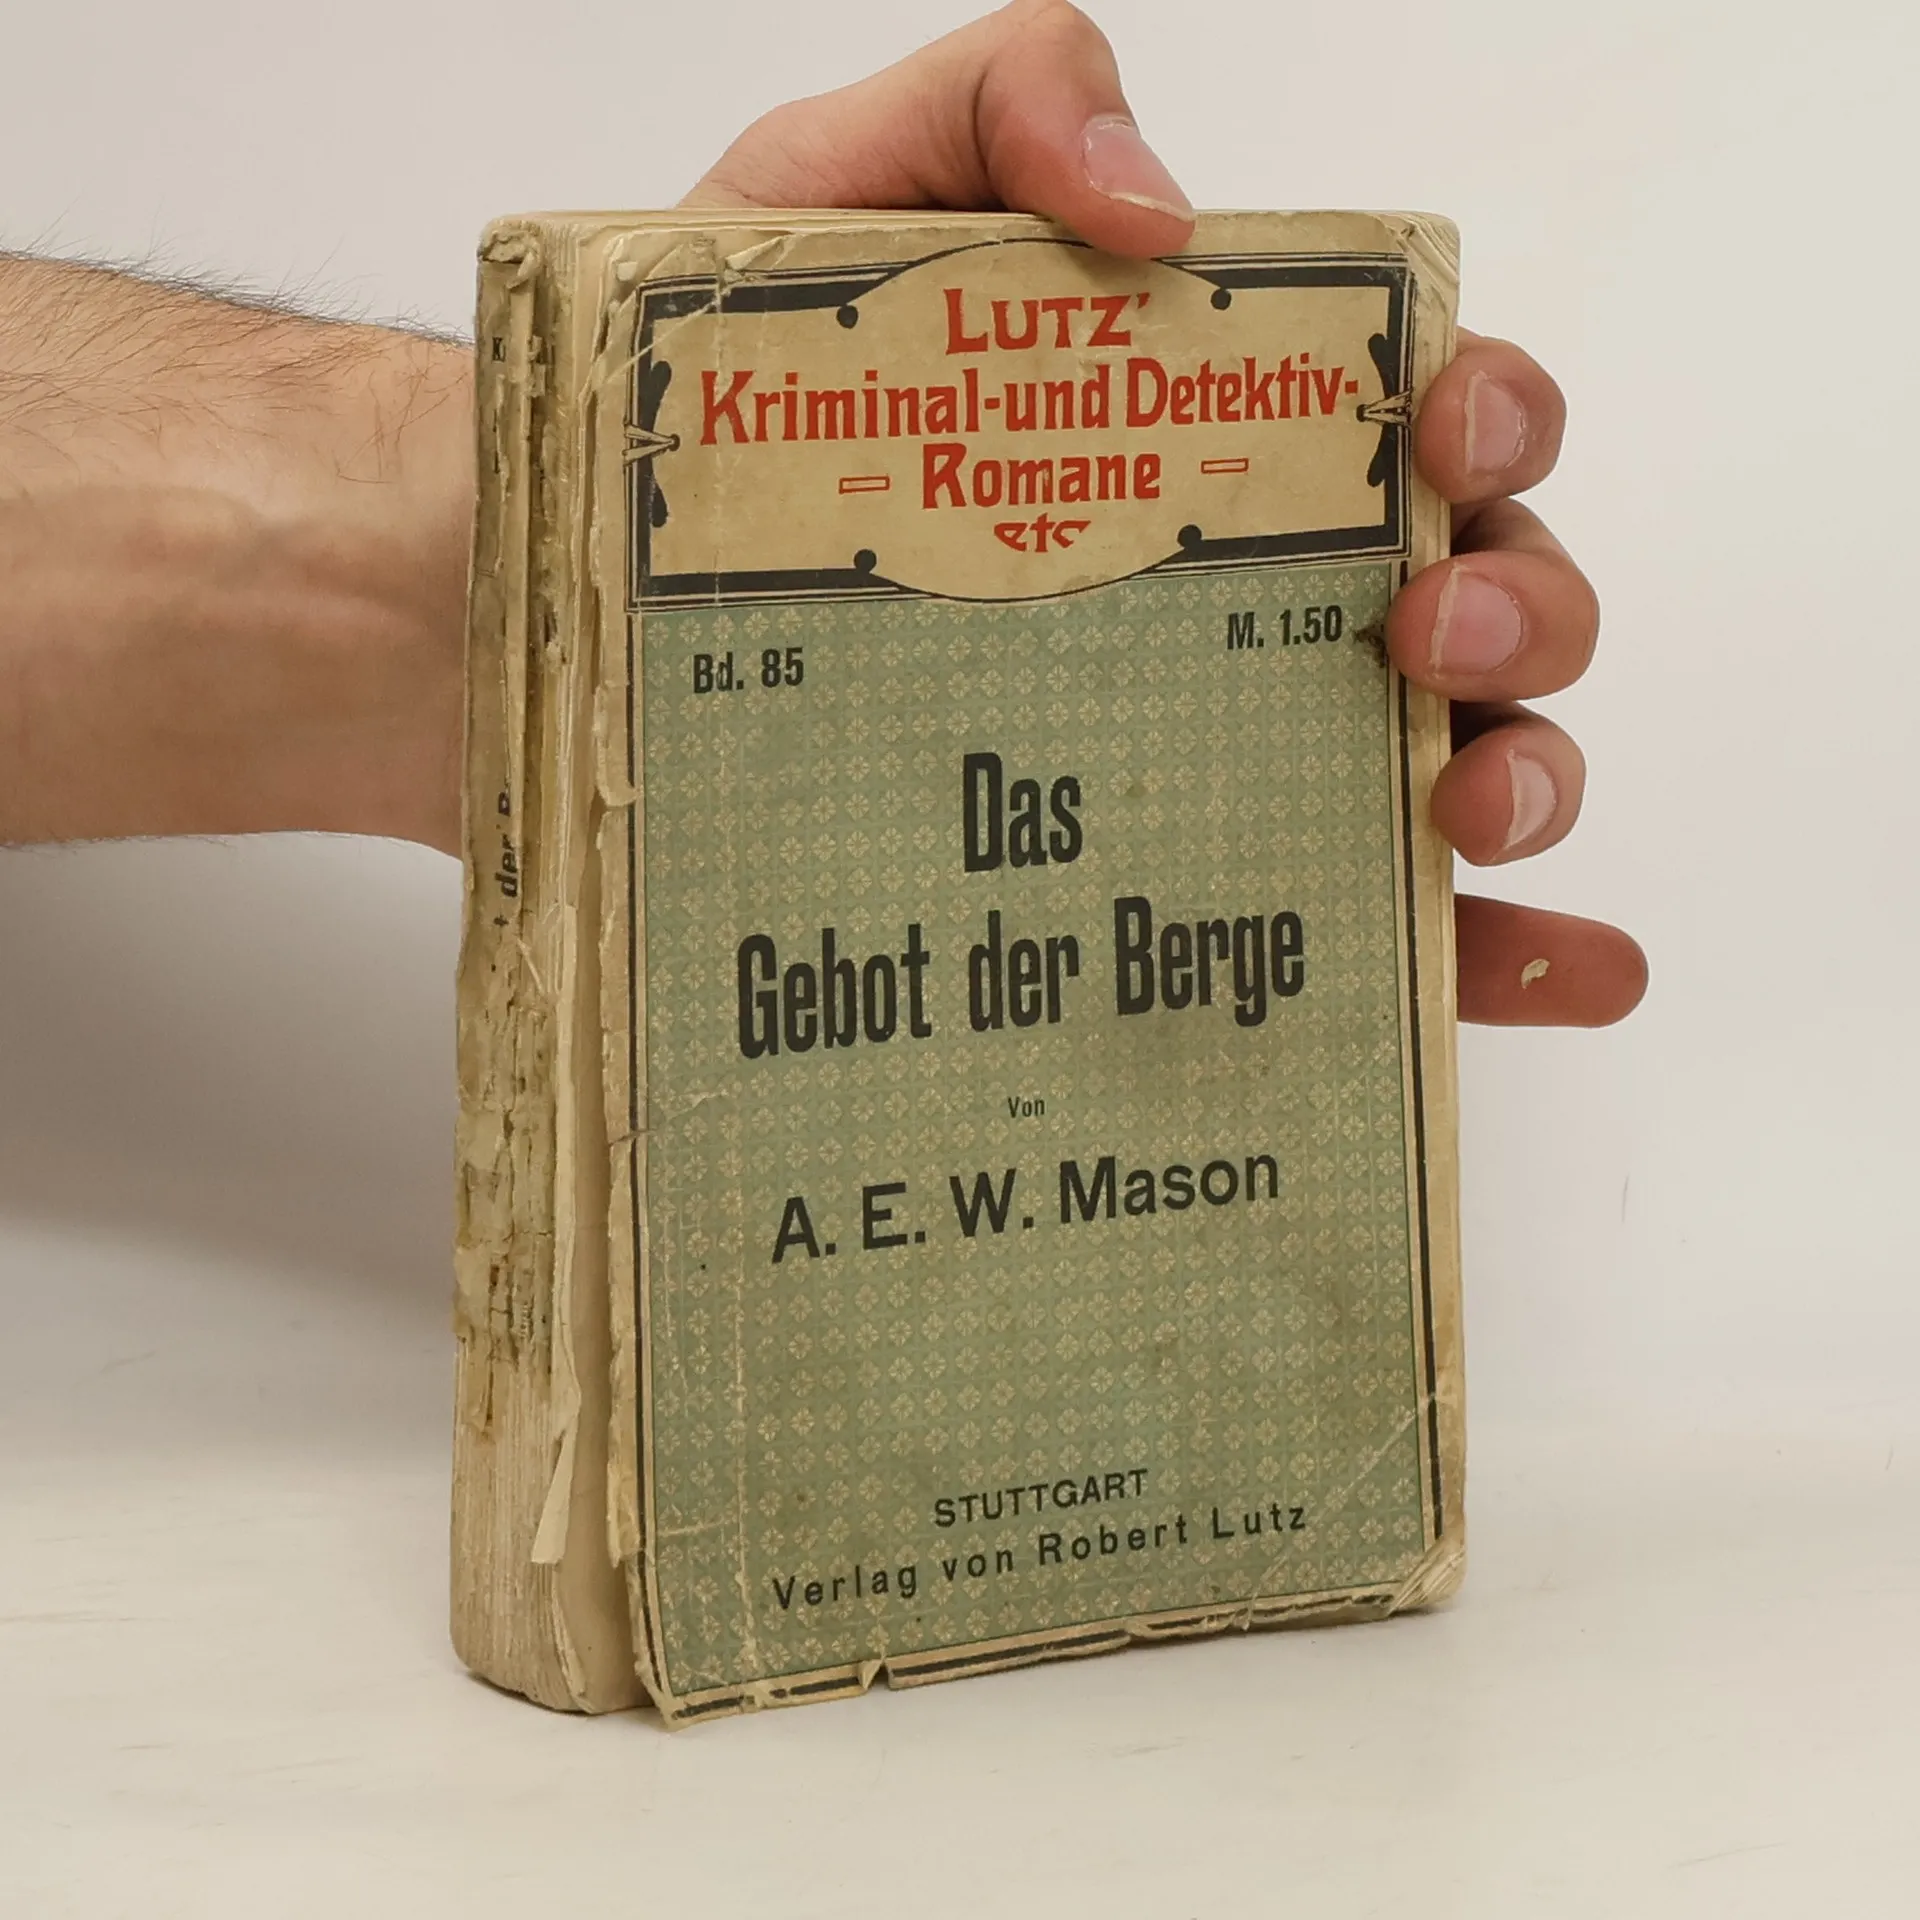 LUTZ'
Kriminal-und Detektiv-
Romane
etc
Bd. 85
M. 1.50
Das
Gebot der Berge
Von
A. E. W. Mason
STUTTGART
Verlag von Robert Lutz
der